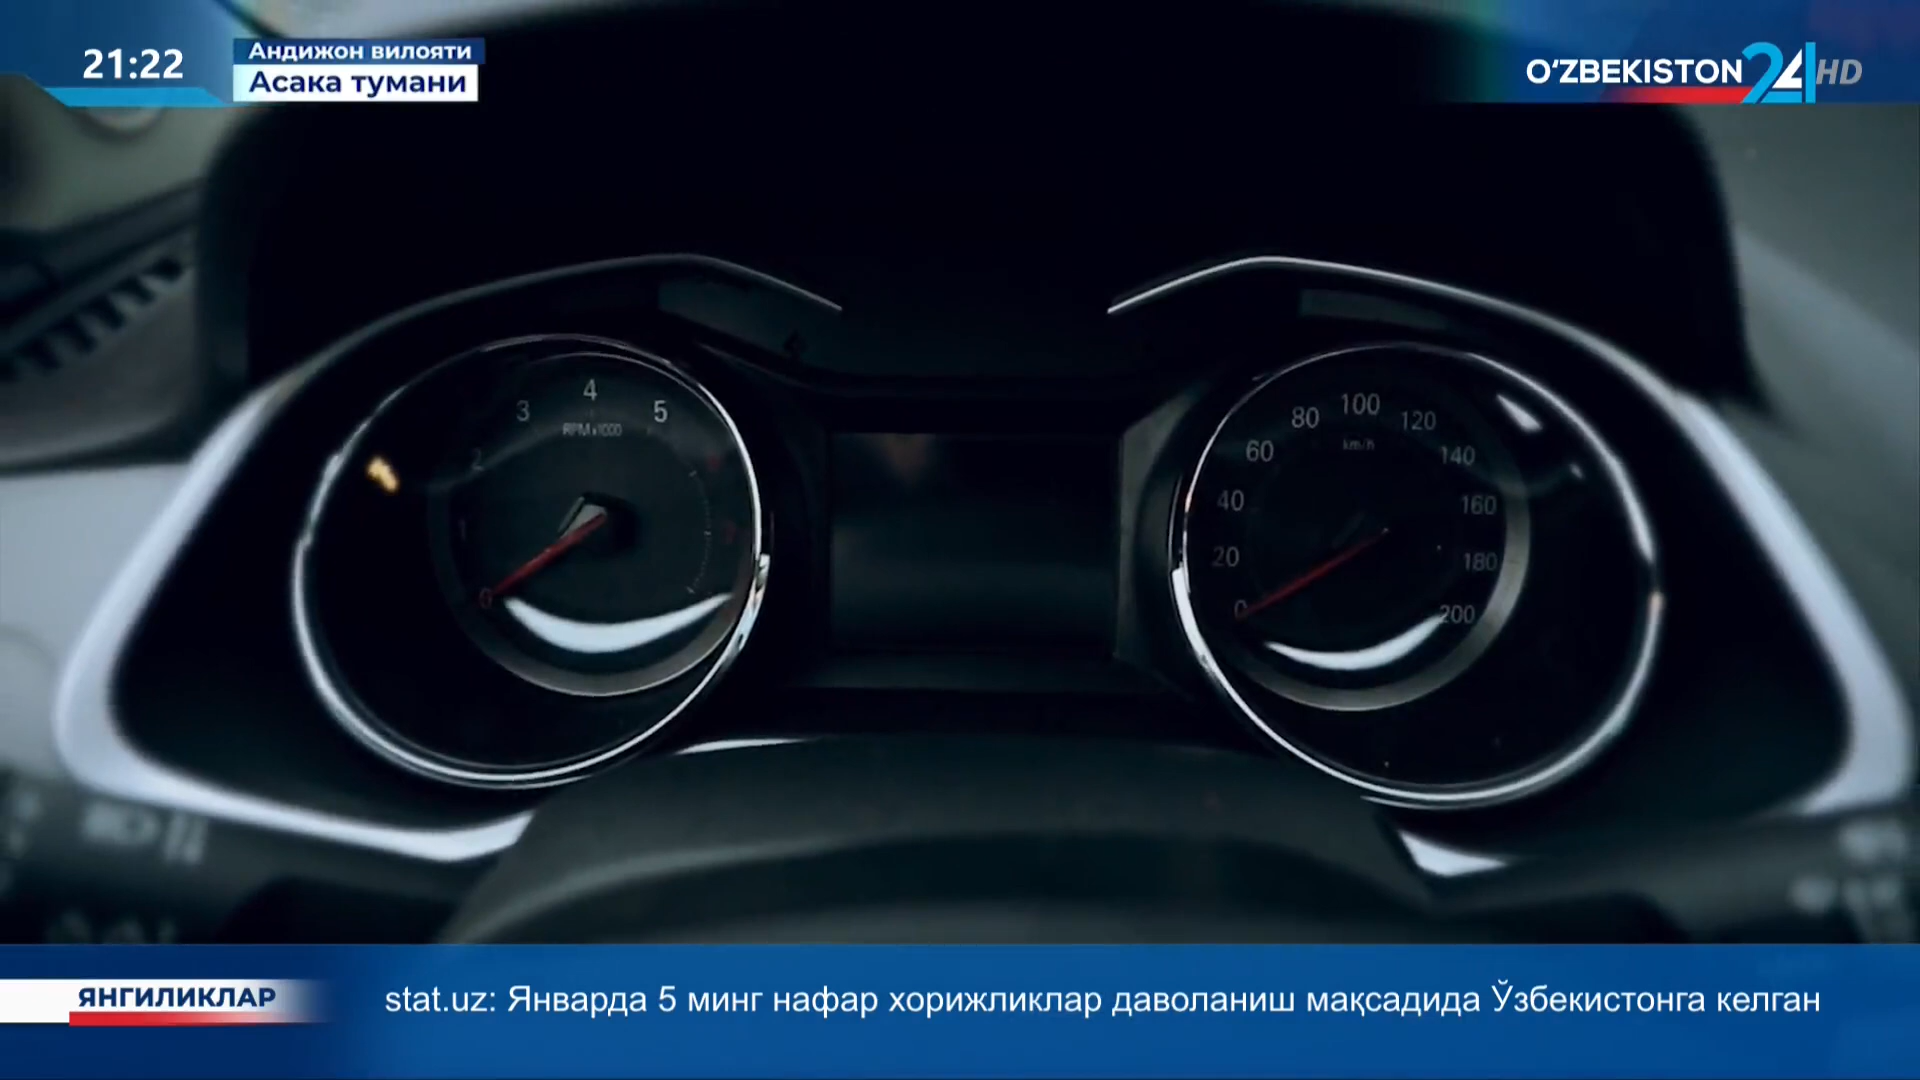 21:22
Андижон вилояти
Асака тумани
O‘ZBEKISTON 24 HD
4
3
5
RPM x1000
2
1
0
100
80
120
km/h
60
140
40
160
20
180
0
200
ЯНГИЛИКЛАР
stat.uz: Январда 5 минг нафар хорижликлар даволаниш мақсадида Ўзбекистонга келган